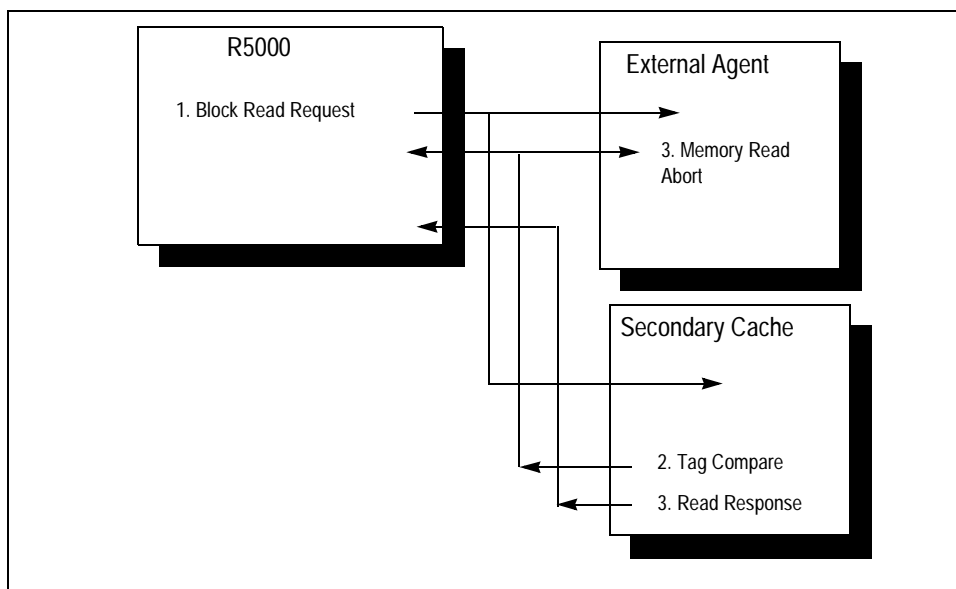 R5000
1. Block Read Request
External Agent
3. Memory Read
Abort
Secondary Cache
2. Tag Compare
3. Read Response